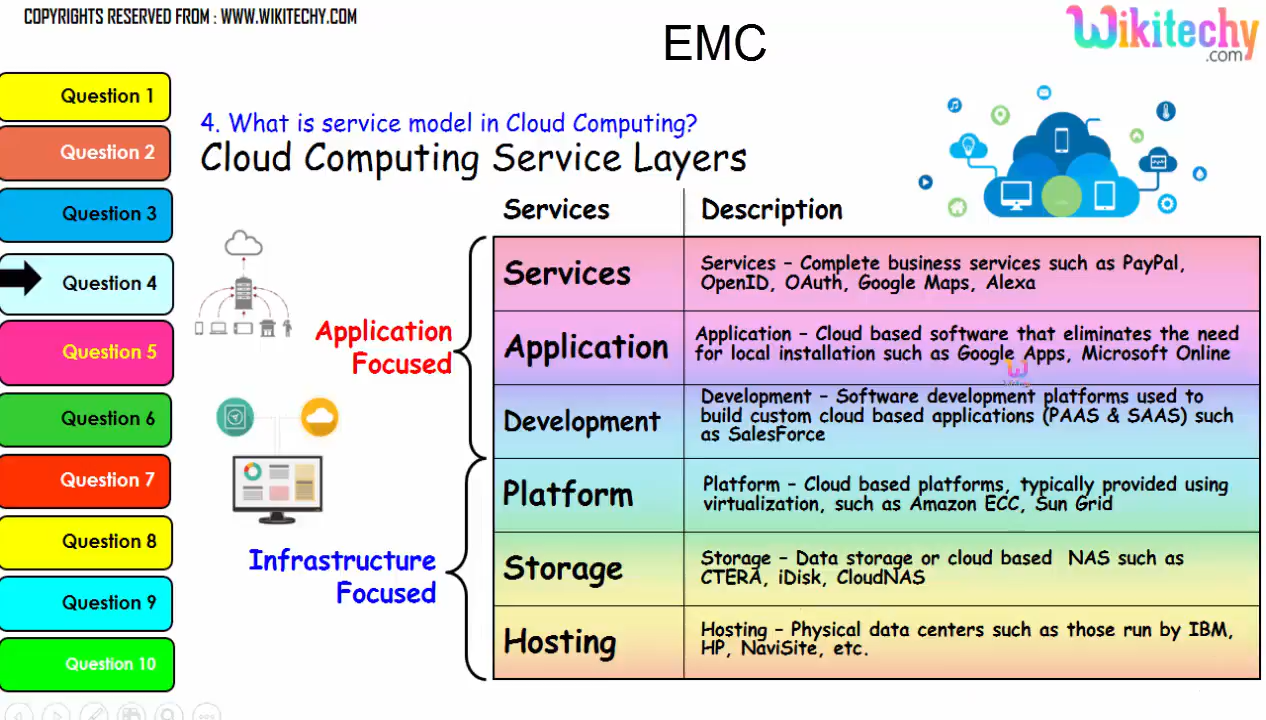 COPYRIGHTS RESERVED FROM : WWW.WIKITECHY.COM
EMC
Wikitechy
.com
Question 1
Question 2
Question 3
Question 4
Question 5
Question 6
Question 7
Question 8
Question 9
Question 10
4. What is service model in Cloud Computing?
Cloud Computing Service Layers
Services Description
Application
Focused
Infrastructure
Focused
Services
Services – Complete business services such as PayPal,
OpenID, OAuth, Google Maps, Alexa
Application
Application – Cloud based software that eliminates the need
for local installation such as Google Apps, Microsoft Online
Development
Development – Software development platforms used to
build custom cloud based applications (PAAS & SAAS) such
as SalesForce
Platform
Platform – Cloud based platforms, typically provided using
virtualization, such as Amazon ECC, Sun Grid
Storage
Storage – Data storage or cloud based NAS such as
CTERA, iDisk, CloudNAS
Hosting
Hosting – Physical data centers such as those run by IBM,
HP, NaviSite, etc.